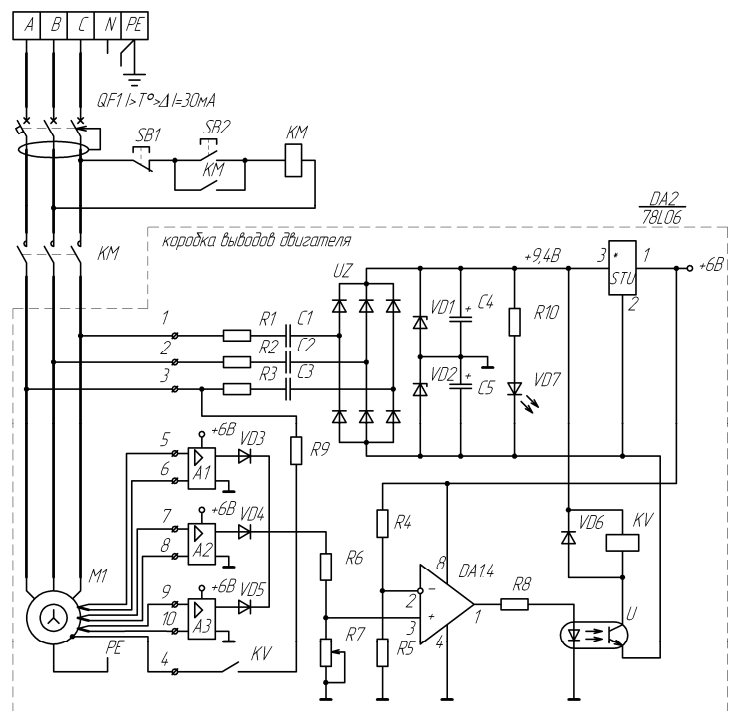 A B C N PE
QF1 I>T°>ΔI=30мА
SB1
SB2
KM
KM
KM
DA2
78L06
коробка выводов двигателя
+9,4В
3
*
STU
1
+6В
2
UZ
VD1
C4
+
R10
1
R1
C1
2
R2
C2
3
R3
C3
VD2
C5
+
VD7
R9
5
6
+6В
VD3
A1
7
8
+6В
VD4
A2
9
10
+6В
VD5
A3
M1
PE
4
KV
R6
R7
R4
R5
8
DA1.4
−
2
+
3
4
1
R8
VD6
KV
U